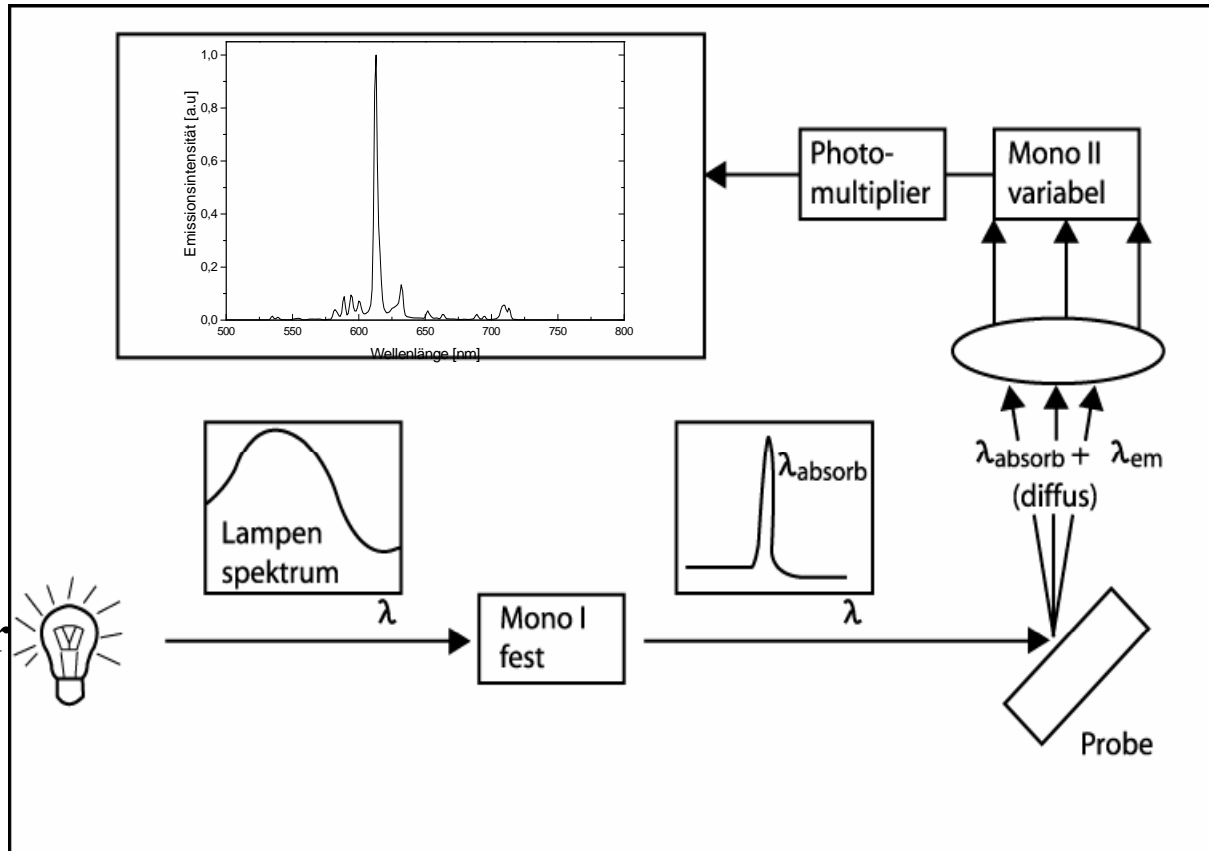 Emissionsintensität [a.u]
1,0
0,8
0,6
0,4
0,2
0,0
500 550 600 650 700 750 800
Wellenlänge [nm]
Photo-
multiplier
Mono II
variabel
λabsorb + λem
(diffus)
Lampen
spektrum
λ
λabsorb
λ
Mono I
fest
Probe